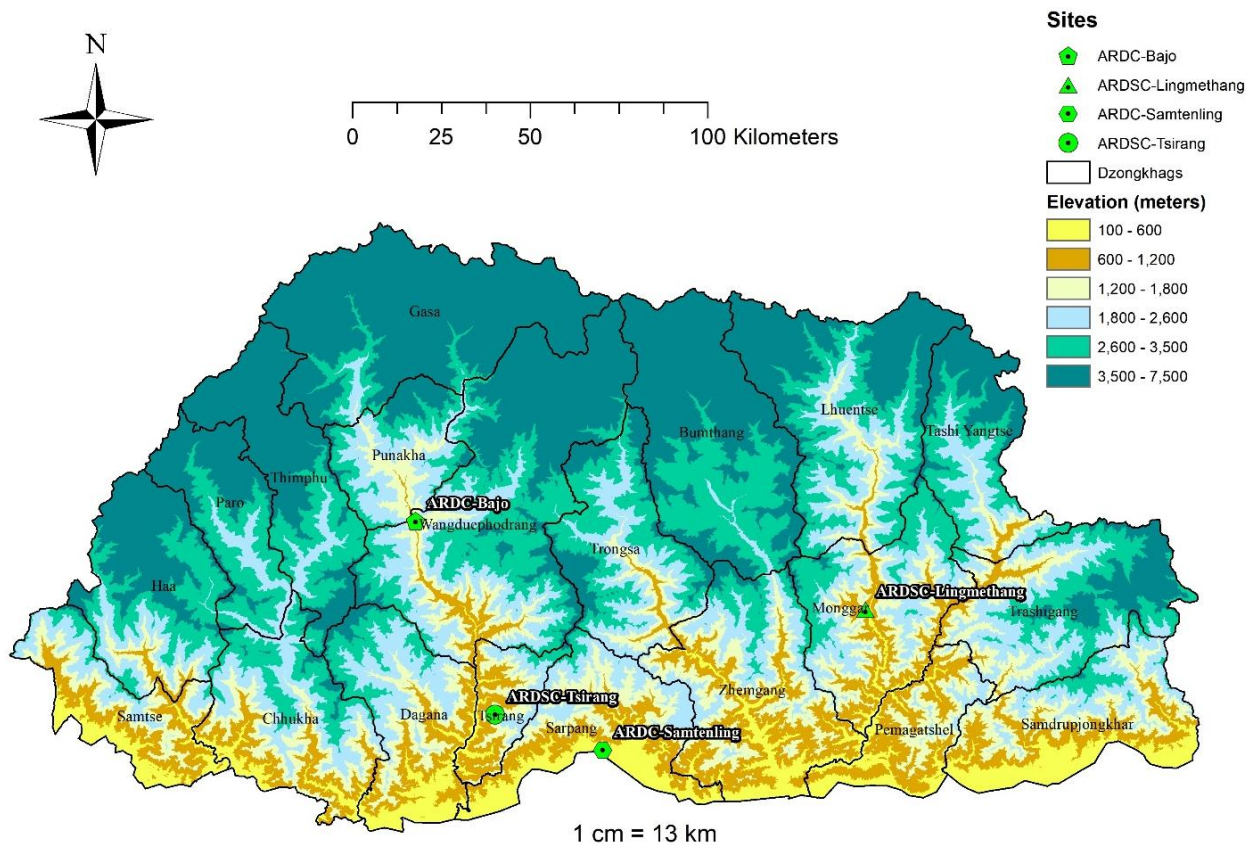 N
0 25 50 100 Kilometers
Sites
ARDC-Bajo
ARDSC-Lingmethang
ARDC-Samtenling
ARDSC-Tsirang
Dzongkhags
Elevation (meters)
100 - 600
600 - 1,200
1,200 - 1,800
1,800 - 2,600
2,600 - 3,500
3,500 - 7,500
Gasa
Lhuentse
Tashi Yangtse
Bumthang
Punakha
Thimphu
Paro
ARDC-Bajo
Wangduephodrang
Trongsa
Haa
ARDSC-Lingmethang
Monggar
Trashigang
ARDSC-Tsirang
Zhemgang
Samtse
Chhukha
Dagana
Tsirang
Sarpang
ARDC-Samtenling
Pemagatshel
Samdrupjongkhar
1 cm = 13 km